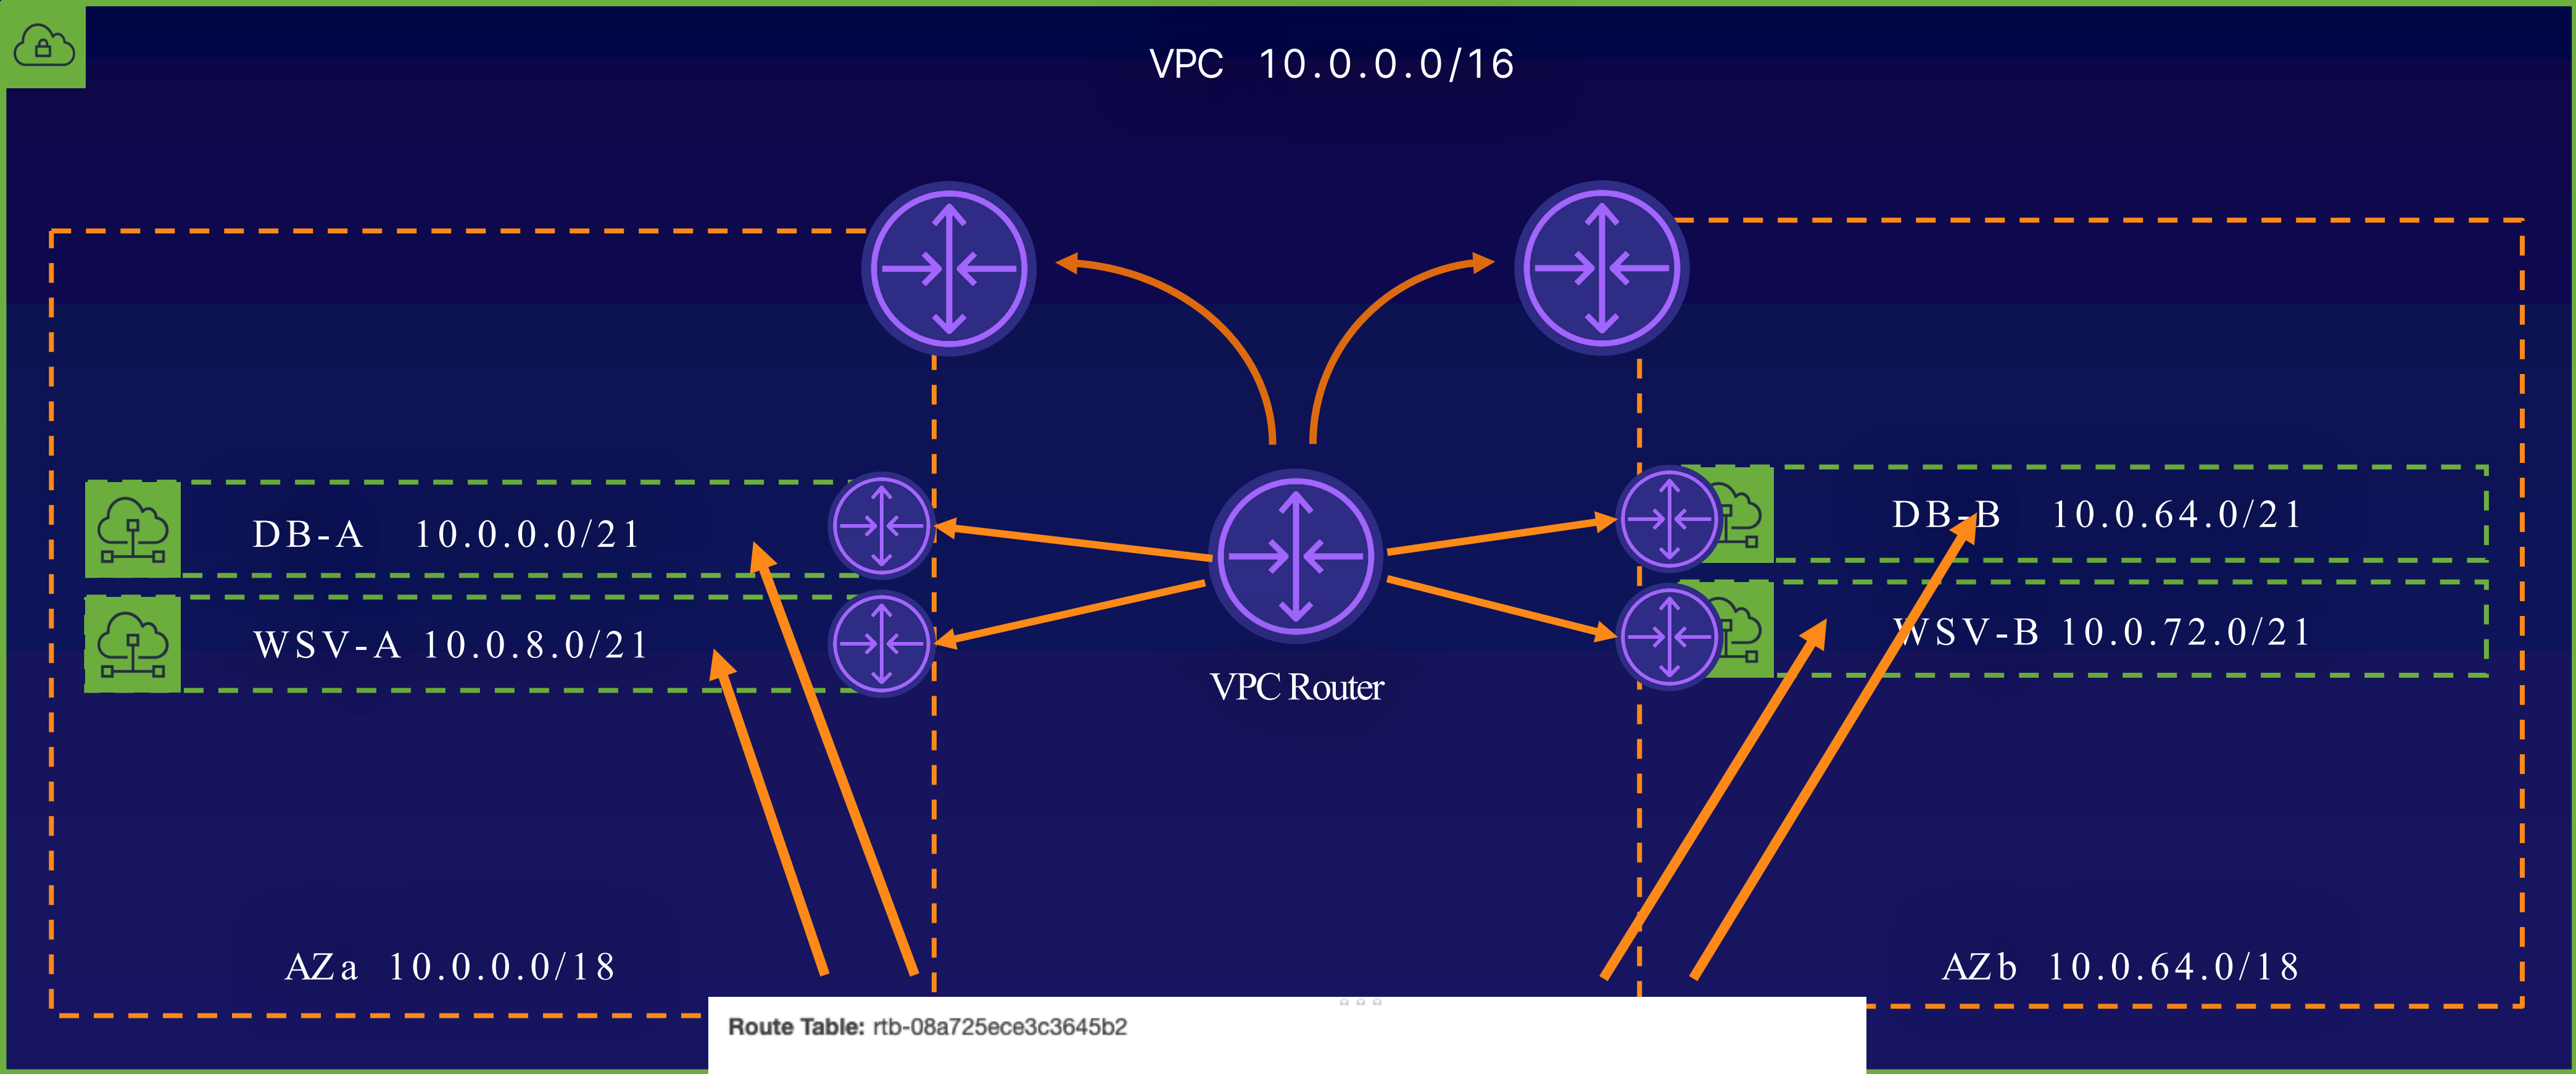 VPC 10.0.0.0/16
DB-A 10.0.0.0/21
WSV-A 10.0.8.0/21
VPC Router
DB-B 10.0.64.0/21
WSV-B 10.0.72.0/21
AZa 10.0.0.0/18
AZb 10.0.64.0/18
Route Table: rtb-08a725ece3c3645b2